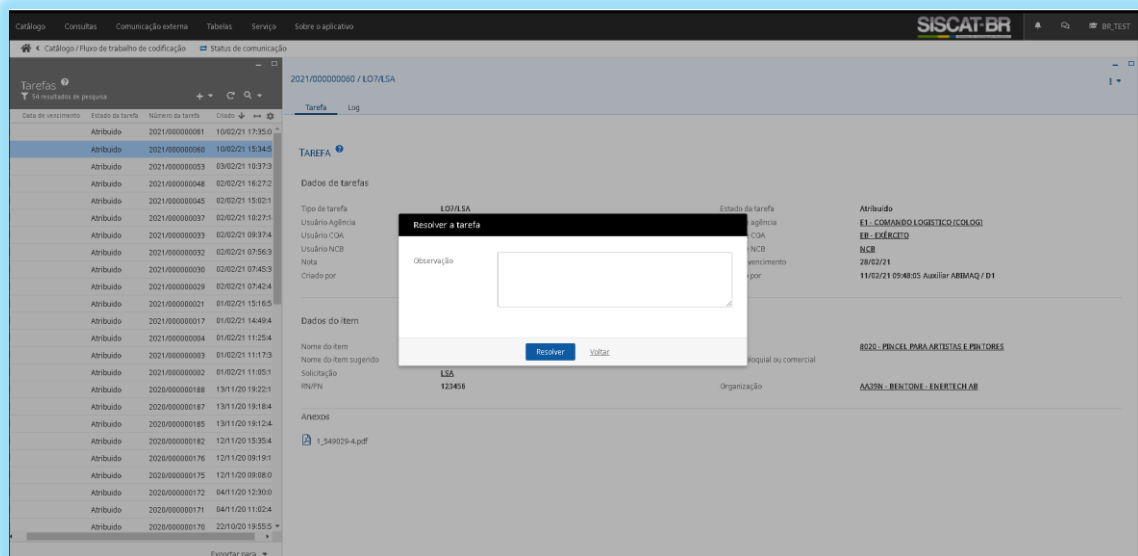 Catálogo Consultas Comunicação externa Tabelas Serviço Sobre o aplicativo SISCAT-BR BR_TEST
Catálogo / Fluxo de trabalho de codificação Status de comunicação
Tarefas
54 resultados de pesquisa
Data de vencimento Estado da tarefa Número da tarefa Criado
Atribuído 2021/000000061 10/02/21 17:35:0
Atribuído 2021/000000060 10/02/21 15:34:5
Atribuído 2021/000000053 03/02/21 10:37:3
Atribuído 2021/000000048 02/02/21 16:27:2
Atribuído 2021/000000045 02/02/21 15:02:1
Atribuído 2021/000000037 02/02/21 10:27:1
Atribuído 2021/000000033 02/02/21 09:37:4
Atribuído 2021/000000032 02/02/21 07:56:3
Atribuído 2021/000000030 02/02/21 07:45:3
Atribuído 2021/000000029 02/02/21 07:42:4
Atribuído 2021/000000021 01/02/21 15:16:5
Atribuído 2021/000000017 01/02/21 14:49:4
Atribuído 2021/000000004 01/02/21 11:25:4
Atribuído 2021/000000003 01/02/21 11:17:3
Atribuído 2021/000000002 01/02/21 11:05:1
Atribuído 2020/000000188 13/11/20 19:22:1
Atribuído 2020/000000187 13/11/20 19:18:4
Atribuído 2020/000000185 13/11/20 19:12:4
Atribuído 2020/000000182 12/11/20 15:35:4
Atribuído 2020/000000176 12/11/20 09:19:1
Atribuído 2020/000000175 12/11/20 09:08:0
Atribuído 2020/000000172 04/11/20 12:30:0
Atribuído 2020/000000171 04/11/20 11:02:4
Atribuído 2020/000000170 22/10/20 19:55:5
Exportar para
2021/000000060 / LO7/LSA
Tarefa Log
TAREFA
Dados de tarefas
Tipo de tarefa LO7/LSA Estado da tarefa Atribuído
Usuário Agência agência E1 - COMANDO LOGISTICO (COLOG)
Usuário COA COA EB - EXÉRCITO
Usuário NCB NCB NCB
Nota vencimento 28/02/21
Criado por por 11/02/21 09:48:05 Auxiliar ABIMAQ / D1
Resolver a tarefa
Observação
Resolver Voltar
Dados do item
Nome do item 8020 - PINCEL PARA ARTISTAS E PINTORES
Nome do item sugerido loquial ou comercial
Solicitação LSA
RN/PN 123456 Organização AA39N - BENTONE - ENERTECH AB
Anexos
1_549029-4.pdf